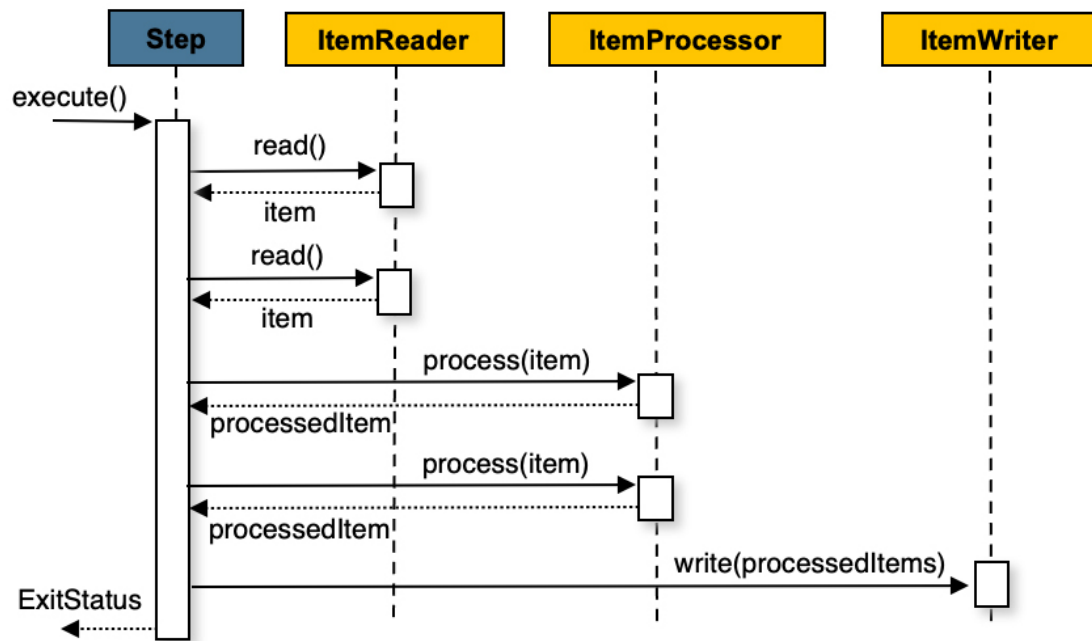 Step
ItemReader
ItemProcessor
ItemWriter
execute()
read()
item
read()
item
process(item)
processedItem
process(item)
processedItem
write(processedItems)
ExitStatus